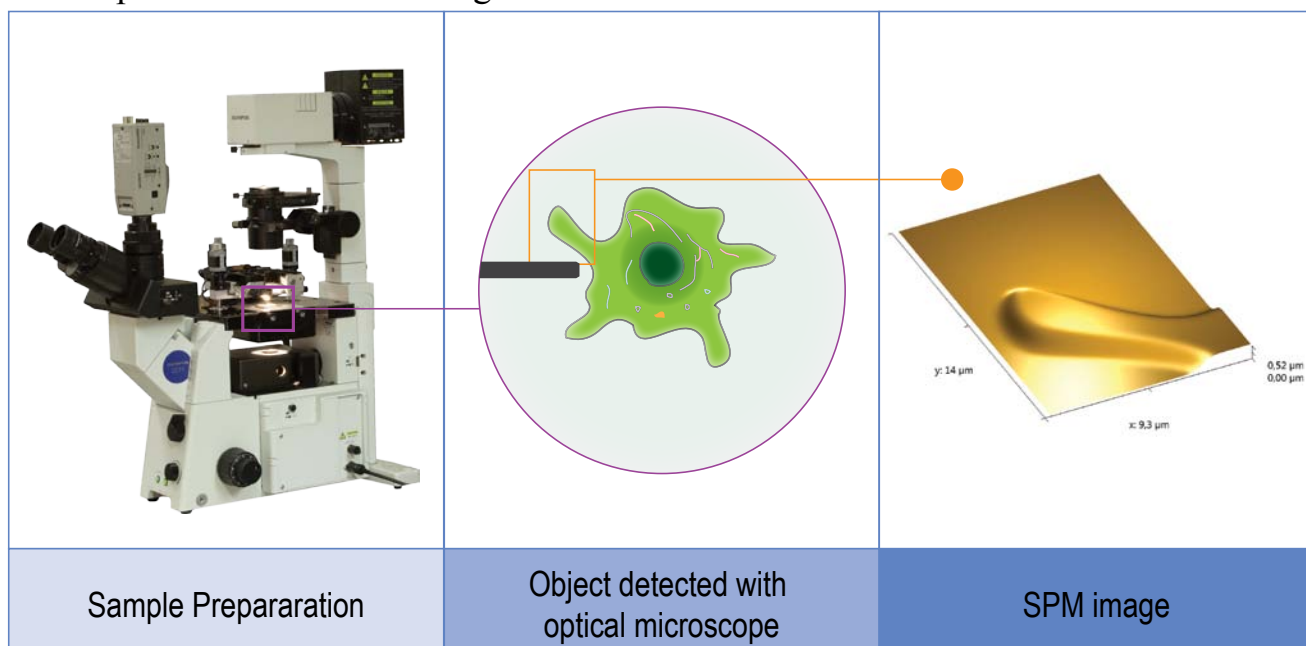 OLYMPUS
y: 14 µm
x: 9,3 µm
0,52 µm
0,00 µm
Sample Prepararation
Object detected with
optical microscope
SPM image